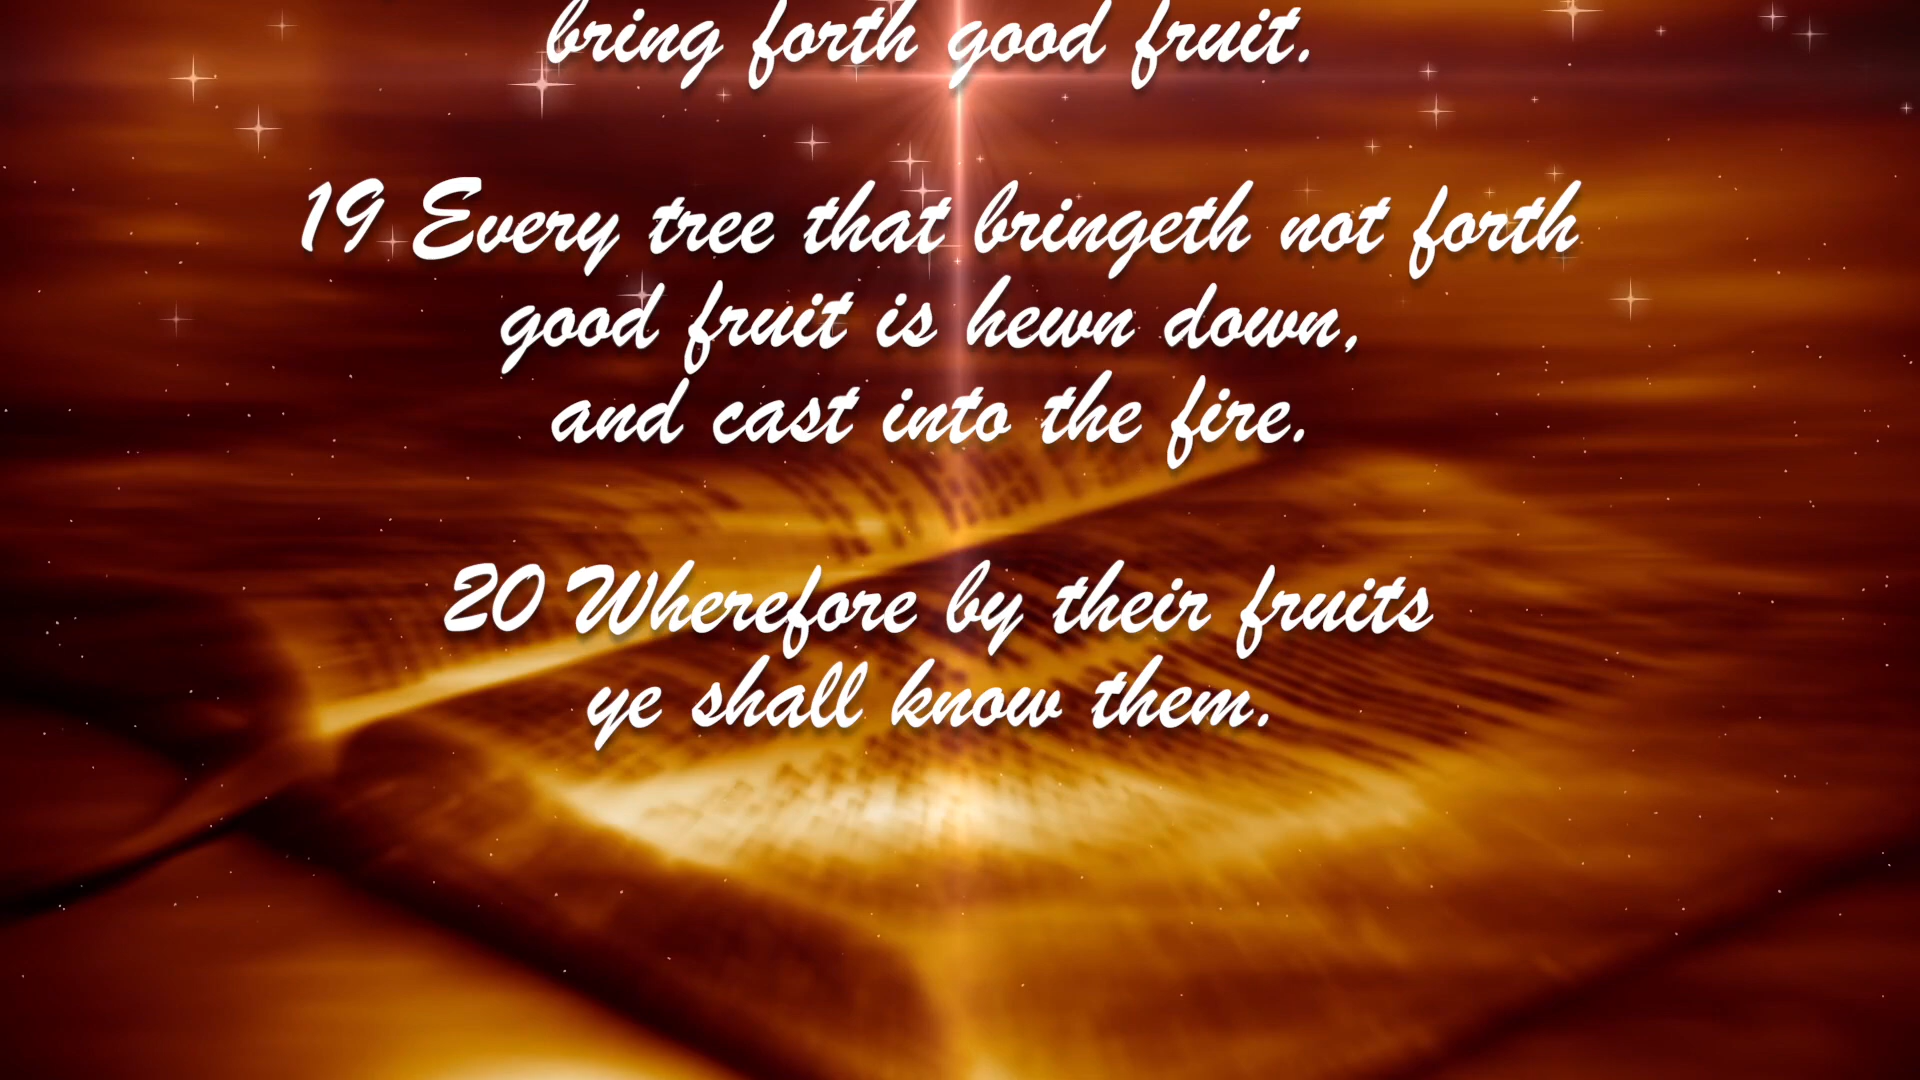 bring forth good fruit.
19 Every tree that bringeth not forth
good fruit is hewn down,
and cast into the fire.
20 Wherefore by their fruits
ye shall know them.